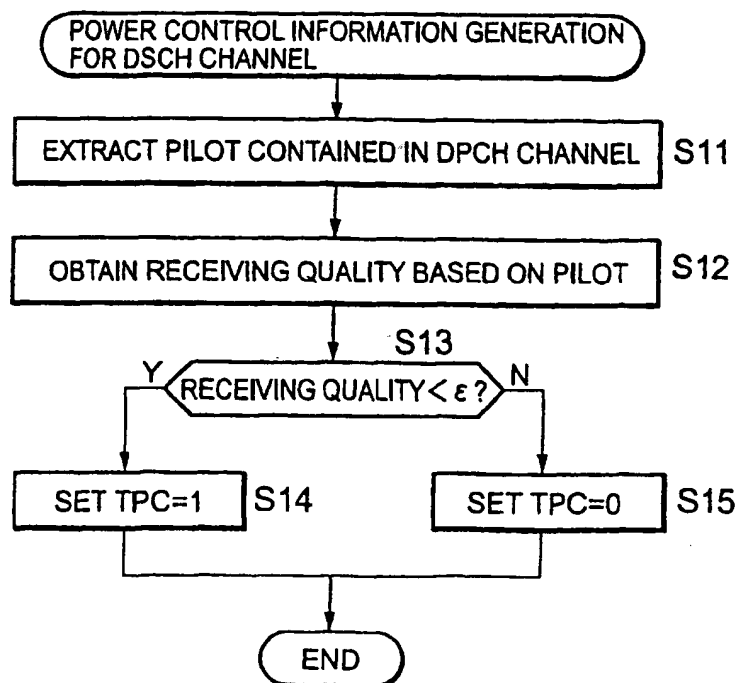 POWER CONTROL INFORMATION GENERATION
FOR DSCH CHANNEL
EXTRACT PILOT CONTAINED IN DPCH CHANNEL
S11
OBTAIN RECEIVING QUALITY BASED ON PILOT
S12
S13
Y
RECEIVING QUALITY < ε ?
N
SET TPC=1
S14
SET TPC=0
S15
END